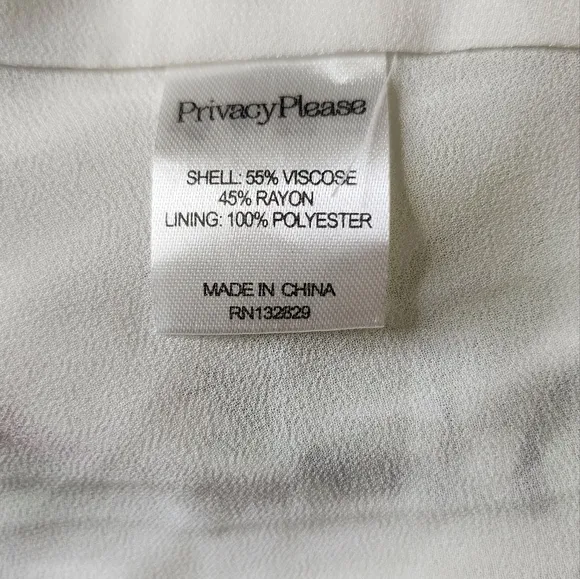 PrivacyPlease
SHELL: 55% VISCOSE
45% RAYON
LINING: 100% POLYESTER
MADE IN CHINA
RN132829